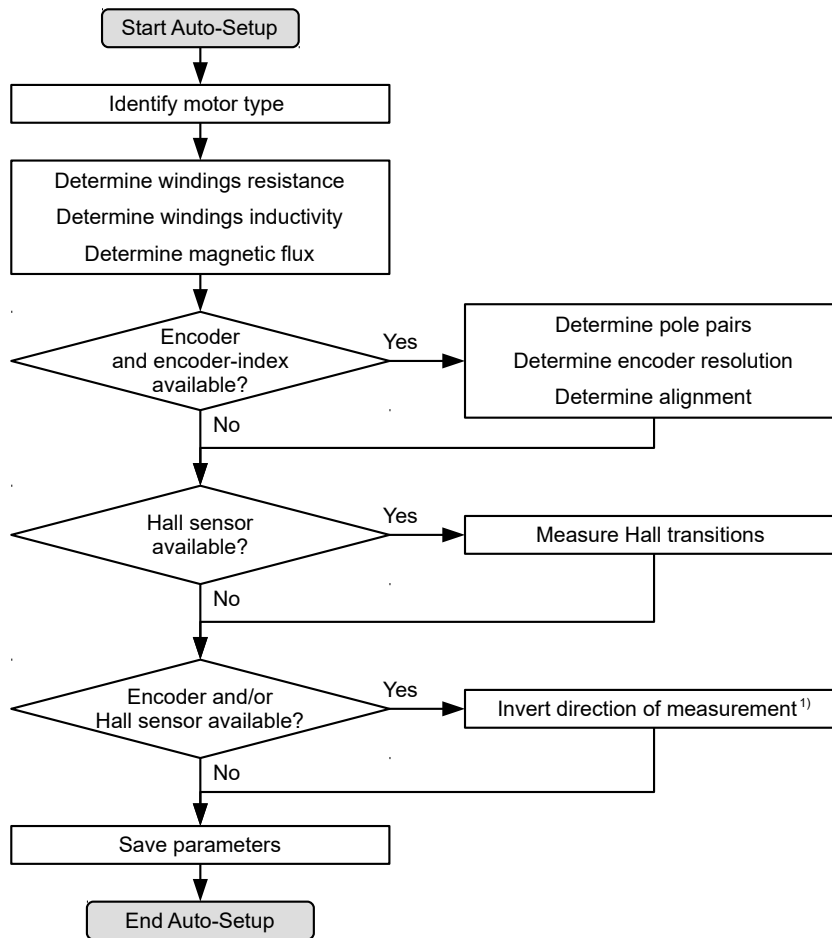 Start Auto-Setup
Identify motor type
Determine windings resistance
Determine windings inductivity
Determine magnetic flux
Encoder
and encoder-index
available?
Yes
Determine pole pairs
Determine encoder resolution
Determine alignment
No
Hall sensor
available?
Yes
Measure Hall transitions
No
Encoder and/or
Hall sensor available?
Yes
Invert direction of measurement 1)
No
Save parameters
End Auto-Setup